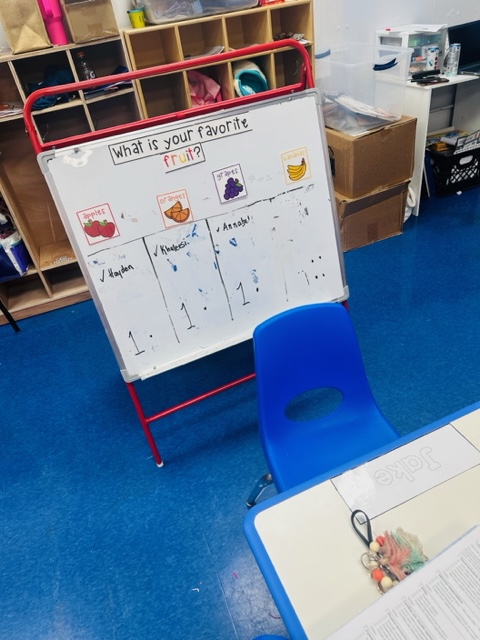 What is your favorite
fruit?
apples
oranges
grapes
bananas
✓ Hayden
✓ Khaleesi
✓ Annabel
1.
1.
1.
Jake